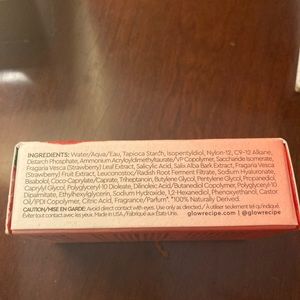 INGREDIENTS: Water/Aqua/Eau, Tapioca Starch, Isopentyldiol, Nylon-12, C9-12 Alkane,
Distarch Phosphate, Ammonium Acryloyldimethyltaurate/VP Copolymer, Saccharide Isomerate,
Fragaria Vesca (Strawberry) Leaf Extract, Salicylic Acid, Salix Alba Bark Extract, Fragaria Vesca
(Strawberry) Fruit Extract, Leuconostoc/Radish Root Ferment Filtrate, Sodium Hyaluronate,
Bisabolol, Coco-Caprylate/Caprate, Triheptanoin, Butylene Glycol, Pentylene Glycol, Propanediol,
Caprylyl Glycol, Polyglyceryl-10 Dioleate, Dilinoleic Acid/Butanediol Copolymer, Polyglyceryl-10
Dipalmitate, Ethylhexylglycerin, Sodium Hydroxide, 1,2-Hexanediol, Phenoxyethanol, Castor
Oil/IPDI Copolymer, Citric Acid, Fragrance/Parfum*. *100% Naturally Derived.
CAUTION/MISE EN GARDE: Avoid direct contact with eyes. Use only as directed./À utiliser seulement tel qu'indiqué.
Éviter tout contact avec les yeux. Made in USA./Fabriqué aux États Unis.
glowrecipe.com | @glowrecipe